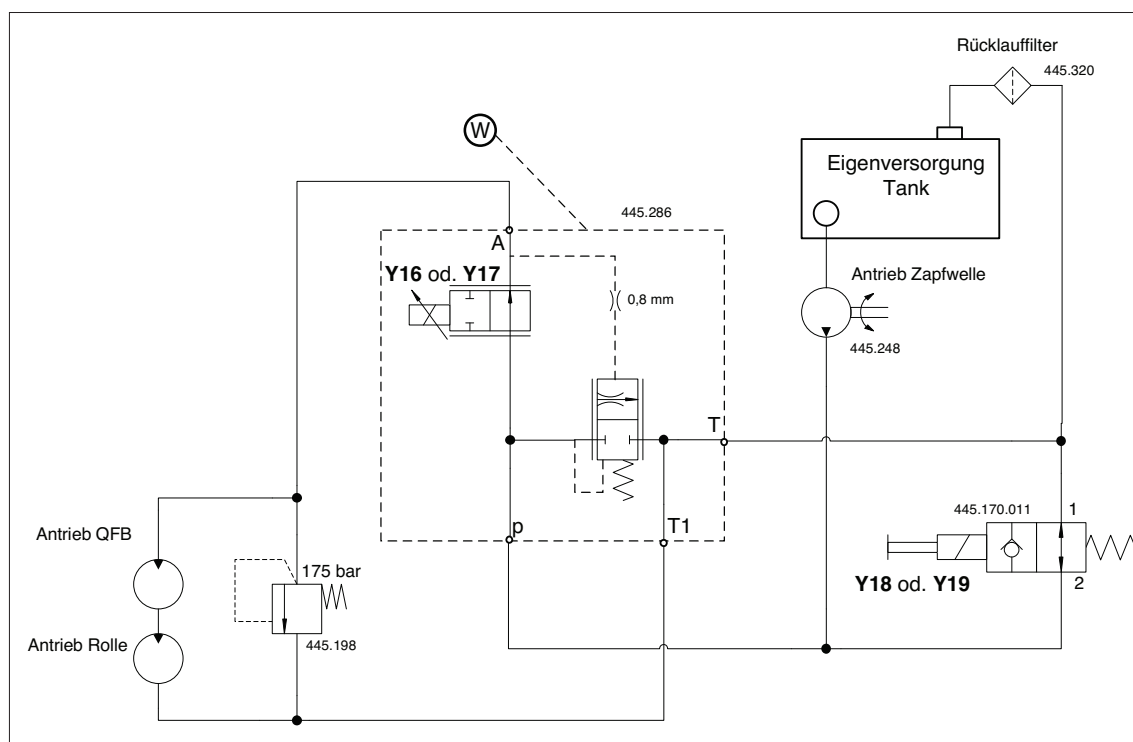 Rücklauffilter
445.320
W
Eigenversorgung
Tank
445.286
A
Y16 od. Y17
0,8 mm
Antrieb Zapfwelle
445.248
T
p
T1
445.170.011
1
2
Y18 od. Y19
Antrieb QFB
175 bar
Antrieb Rolle
445.198